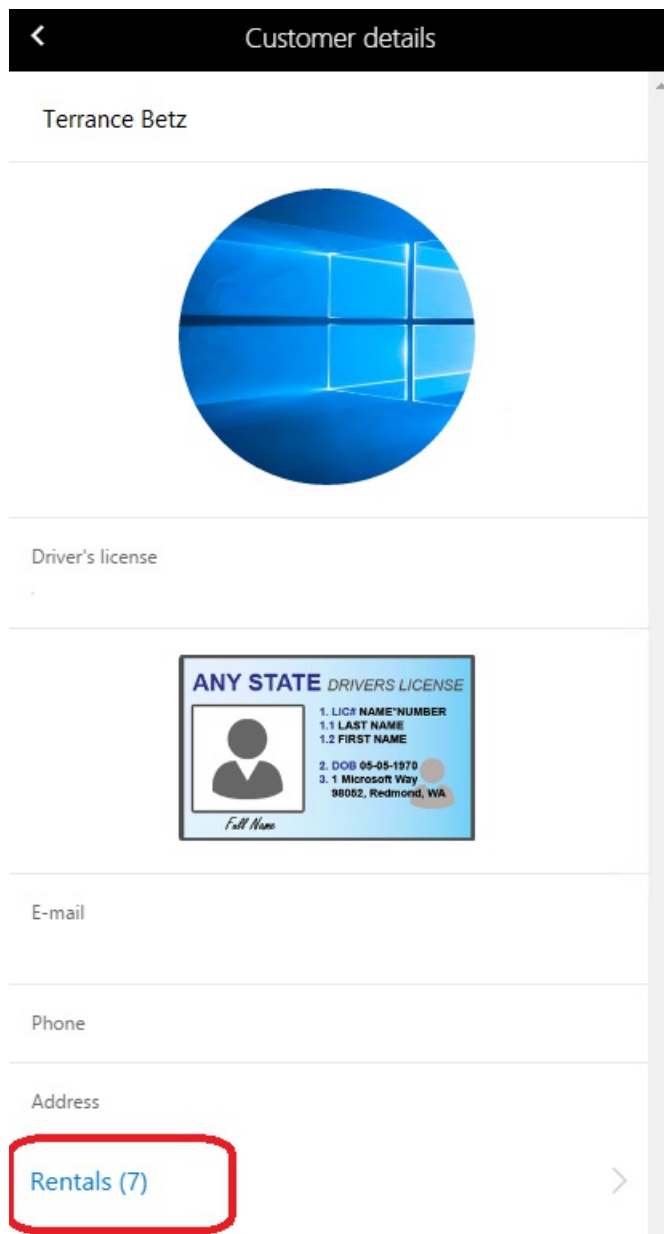 Customer details
Terrance Betz
Driver's license
ANY STATE DRIVERS LICENSE
1. LIC# NAME*NUMBER
1.1 LAST NAME
1.2 FIRST NAME
2. DOB 05-05-1970
3. 1 Microsoft Way
98052, Redmond, WA
Full Name
E-mail
Phone
Address
Rentals (7)